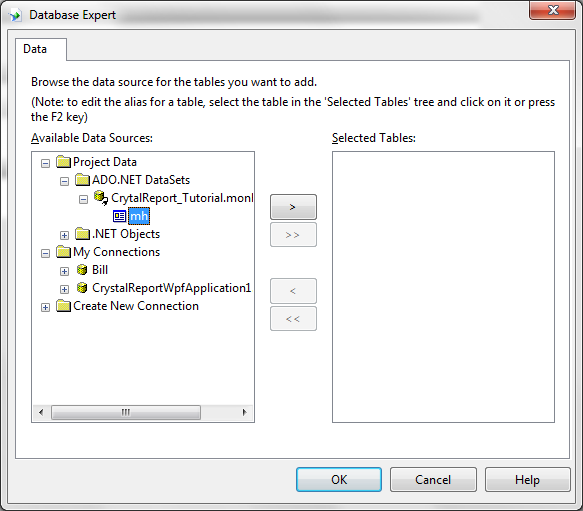 Database Expert
Data
Browse the data source for the tables you want to add.
(Note: to edit the alias for a table, select the table in the 'Selected Tables' tree and click on it or press
the F2 key)
Available Data Sources:
Selected Tables:
Project Data
ADO.NET DataSets
CrytalReport_Tutorial.monl
mh
.NET Objects
My Connections
Bill
CrystalReportWpfApplication1
Create New Connection
>
>>
<
<<
OK
Cancel
Help